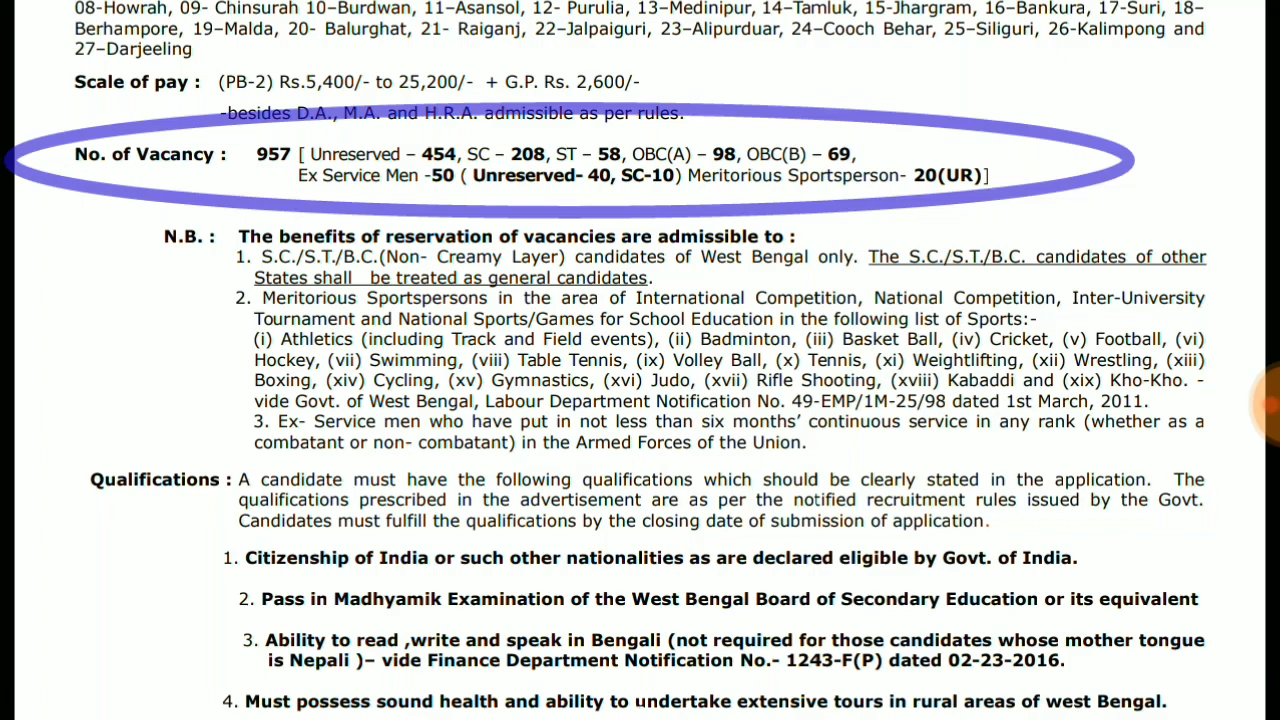 08-Howrah, 09- Chinsurah 10–Burdwan, 11–Asansol, 12- Purulia, 13–Medinipur, 14–Tamluk, 15-Jhargram, 16–Bankura, 17-Suri, 18–
Berhampore, 19–Malda, 20- Balurghat, 21- Raiganj, 22–Jalpaiguri, 23–Alipurduar, 24–Cooch Behar, 25–Siliguri, 26-Kalimpong and
27–Darjeeling
Scale of pay : (PB-2) Rs.5,400/- to 25,200/- + G.P. Rs. 2,600/-
-besides D.A., M.A. and H.R.A. admissible as per rules.
No. of Vacancy : 957 [ Unreserved – 454, SC – 208, ST – 58, OBC(A) – 98, OBC(B) – 69,
Ex Service Men -50 ( Unreserved- 40, SC-10) Meritorious Sportsperson- 20(UR)]
N.B. : The benefits of reservation of vacancies are admissible to :
1. S.C./S.T./B.C.(Non- Creamy Layer) candidates of West Bengal only. The S.C./S.T./B.C. candidates of other
States shall be treated as general candidates.
2. Meritorious Sportspersons in the area of International Competition, National Competition, Inter-University
Tournament and National Sports/Games for School Education in the following list of Sports:-
(i) Athletics (including Track and Field events), (ii) Badminton, (iii) Basket Ball, (iv) Cricket, (v) Football, (vi)
Hockey, (vii) Swimming, (viii) Table Tennis, (ix) Volley Ball, (x) Tennis, (xi) Weightlifting, (xii) Wrestling, (xiii)
Boxing, (xiv) Cycling, (xv) Gymnastics, (xvi) Judo, (xvii) Rifle Shooting, (xviii) Kabaddi and (xix) Kho-Kho. -
vide Govt. of West Bengal, Labour Department Notification No. 49-EMP/1M-25/98 dated 1st March, 2011.
3. Ex- Service men who have put in not less than six months’ continuous service in any rank (whether as a
combatant or non- combatant) in the Armed Forces of the Union.
Qualifications : A candidate must have the following qualifications which should be clearly stated in the application. The
qualifications prescribed in the advertisement are as per the notified recruitment rules issued by the Govt.
Candidates must fulfill the qualifications by the closing date of submission of application.
1. Citizenship of India or such other nationalities as are declared eligible by Govt. of India.
2. Pass in Madhyamik Examination of the West Bengal Board of Secondary Education or its equivalent
3. Ability to read ,write and speak in Bengali (not required for those candidates whose mother tongue
is Nepali )– vide Finance Department Notification No.- 1243-F(P) dated 02-23-2016.
4. Must possess sound health and ability to undertake extensive tours in rural areas of west Bengal.